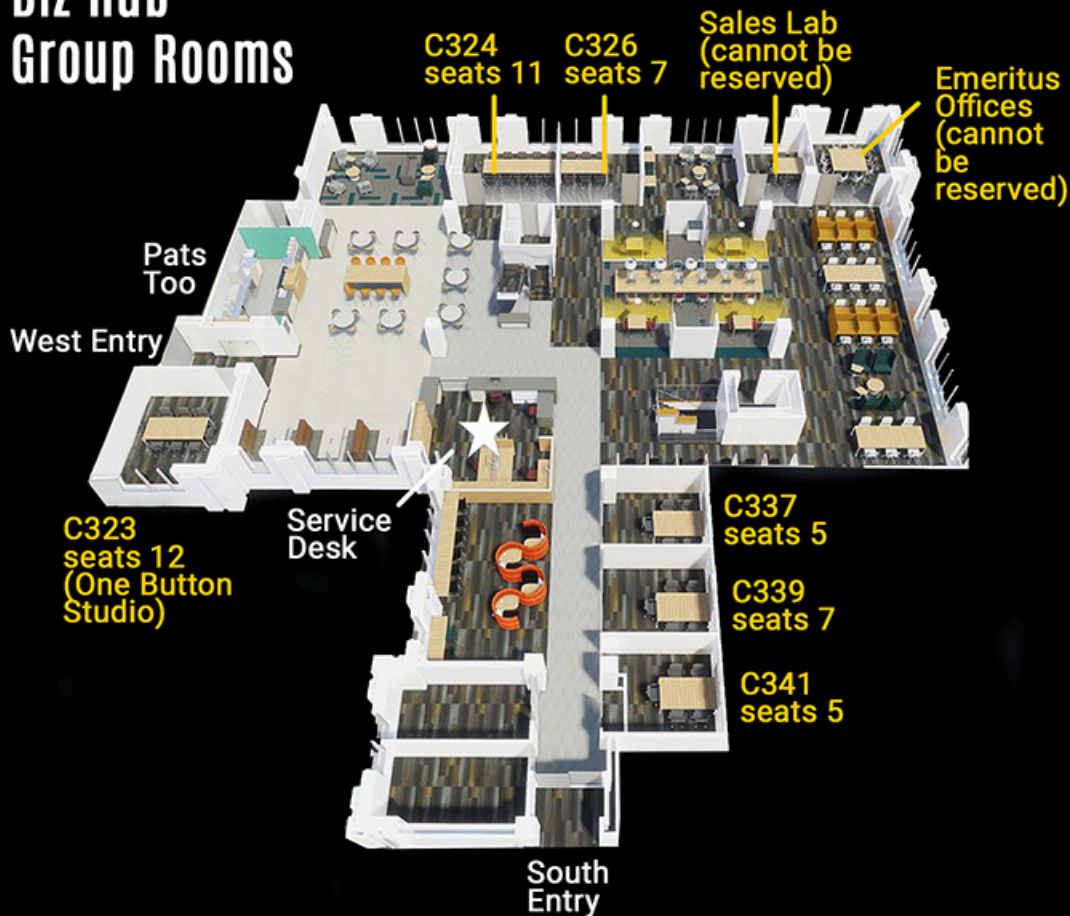 Biz Hub
Group Rooms
C324
seats 11
C326
seats 7
Sales Lab
(cannot be
reserved)
Emeritus
Offices
(cannot
be
reserved)
Pats
Too
West Entry
C323
seats 12
(One Button
Studio)
Service
Desk
C337
seats 5
C339
seats 7
C341
seats 5
South
Entry